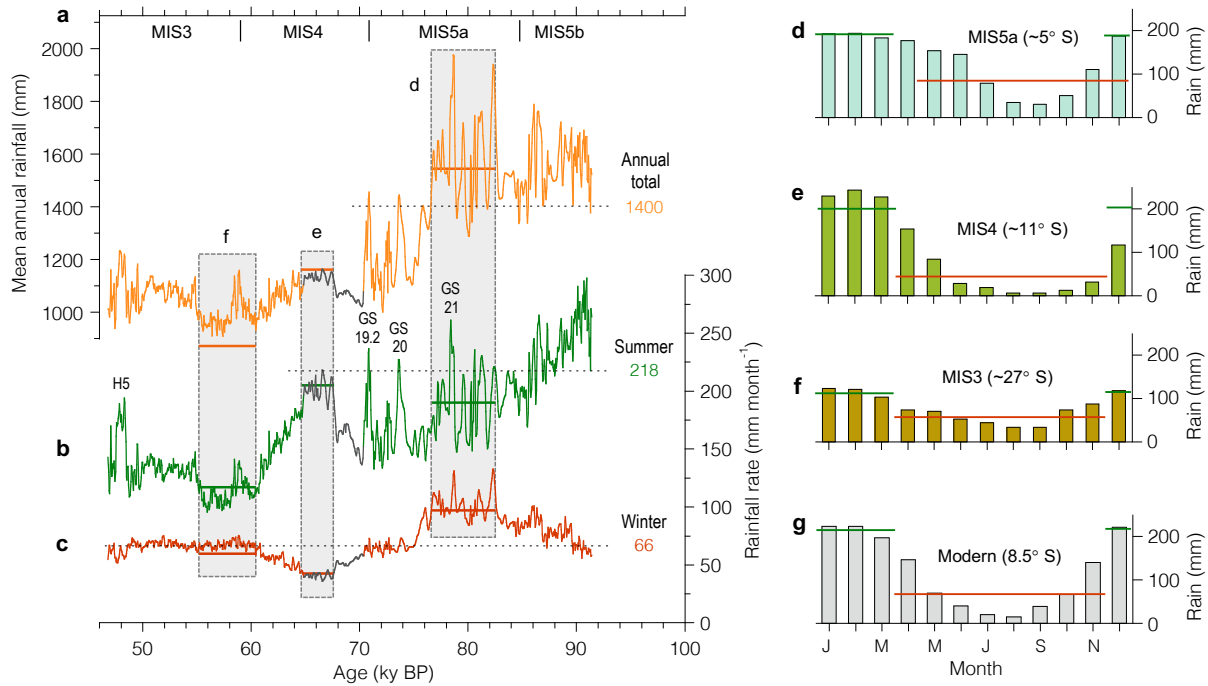 a
MIS3
MIS4
MIS5a
MIS5b
2000
1800
1600
1400
1200
1000
Mean annual rainfall (mm)
d
e
f
Annual
total
1400
GS
21
GS
19.2
GS
20
H5
Summer
218
b
Winter
66
c
300
250
200
150
100
50
0
Rainfall rate (mm month⁻¹)
50
60
70
80
90
100
Age (ky BP)
d
MIS5a (~5° S)
200
100
0
Rain (mm)
e
MIS4 (~11° S)
200
100
0
Rain (mm)
f
MIS3 (~27° S)
200
100
0
Rain (mm)
g
Modern (8.5° S)
200
100
0
Rain (mm)
J
M
M
J
S
N
Month